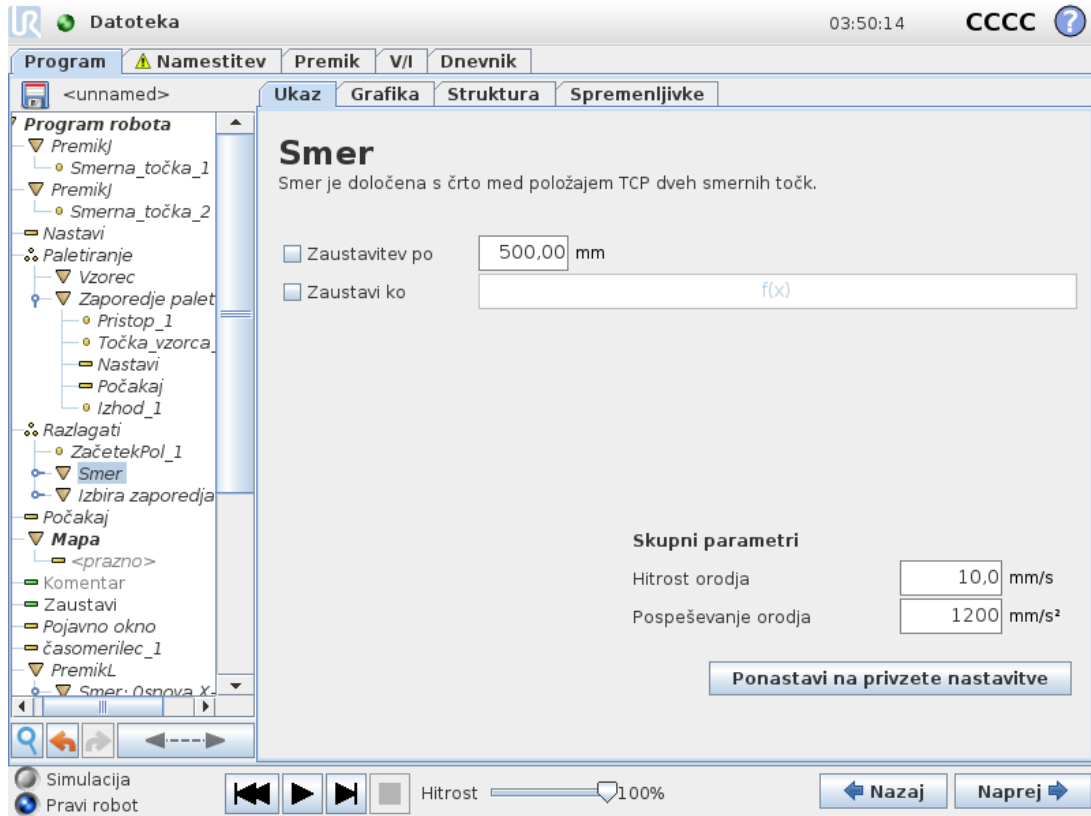 UR Datoteka 03:50:14 CCCC ?
Program Namestitev Premik V/I Dnevnik
<unnamed> Ukaz Grafika Struktura Spremenljivke
Program robota
PremikJ
Smerna_točka_1
PremikJ
Smerna_točka_2
Nastavi
Paletiranje
Vzorec
Zaporedje palet
Pristop_1
Točka_vzorca_
Nastavi
Počakaj
Izhod_1
Razlagati
ZačetekPol_1
Smer
Izbira zaporedja
Počakaj
Mapa
<prazno>
Komentar
Zaustavi
Pojavno okno
časomerilec_1
PremikL
Smer: Osnova X-
Smer
Smer je določena s črto med položajem TCP dveh smernih točk.
Zaustavitev po 500,00 mm
Zaustavi ko f(x)
Skupni parametri
Hitrost orodja 10,0 mm/s
Pospeševanje orodja 1200 mm/s²
Ponastavi na privzete nastavitve
Simulacija
Pravi robot
Hitrost 100%
Nazaj Naprej